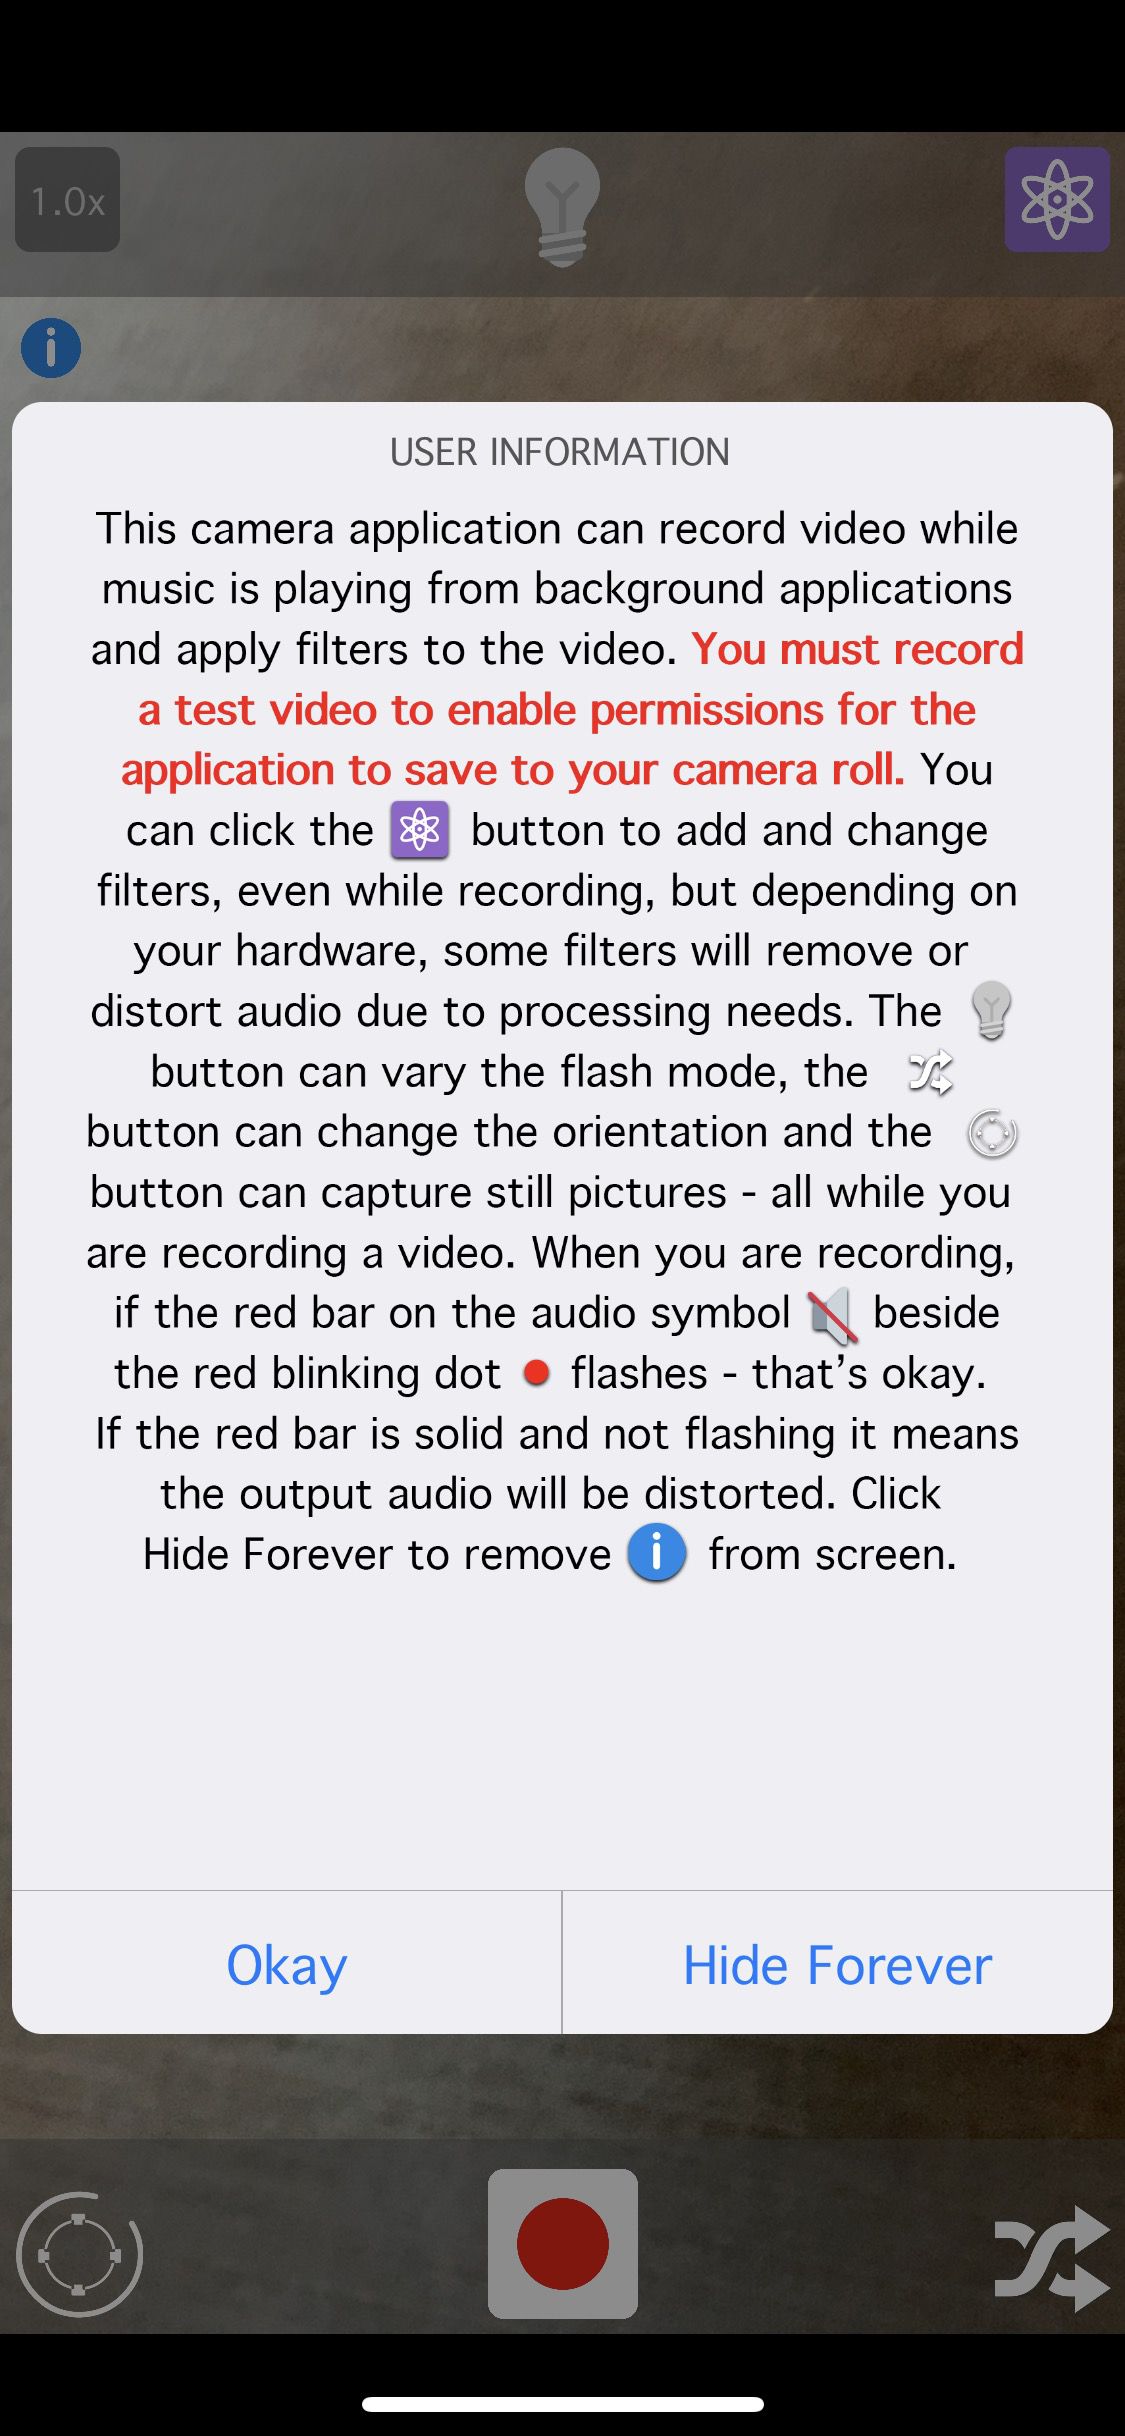 1.0x
USER INFORMATION
This camera application can record video while
music is playing from background applications
and apply filters to the video. You must record
a test video to enable permissions for the
application to save to your camera roll. You
can click the button to add and change
filters, even while recording, but depending on
your hardware, some filters will remove or
distort audio due to processing needs. The
button can vary the flash mode, the
button can change the orientation and the
button can capture still pictures - all while you
are recording a video. When you are recording,
if the red bar on the audio symbol beside
the red blinking dot flashes - that’s okay.
If the red bar is solid and not flashing it means
the output audio will be distorted. Click
Hide Forever to remove from screen.
Okay
Hide Forever